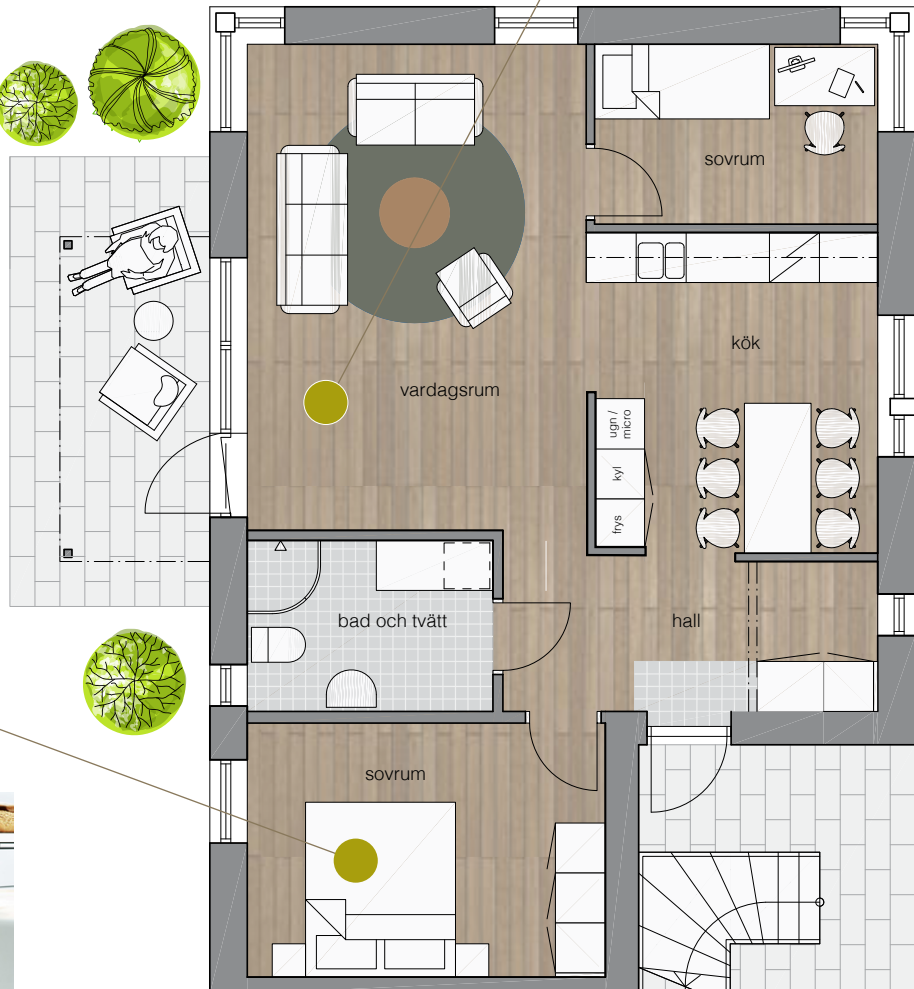 sovrum
kök
vardagsrum
ugn /
micro
kyl
frys
bad och tvätt
hall
sovrum